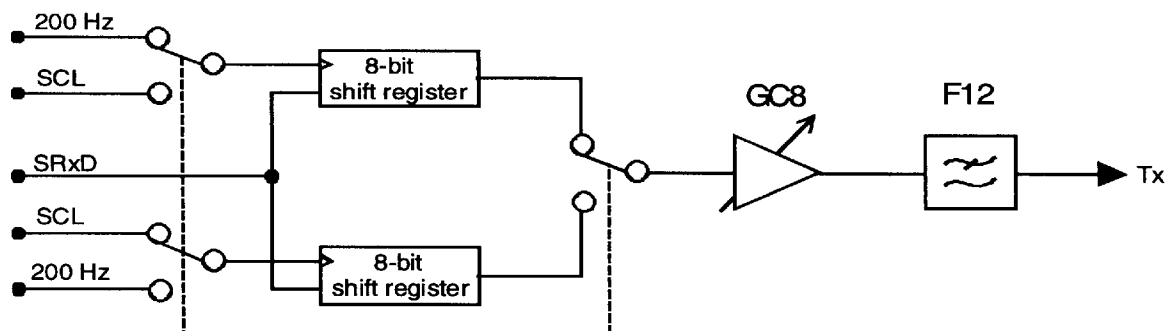 200 Hz
SCL
SRxD
SCL
200 Hz
8-bit
shift register
8-bit
shift register
GC8
F12
Tx